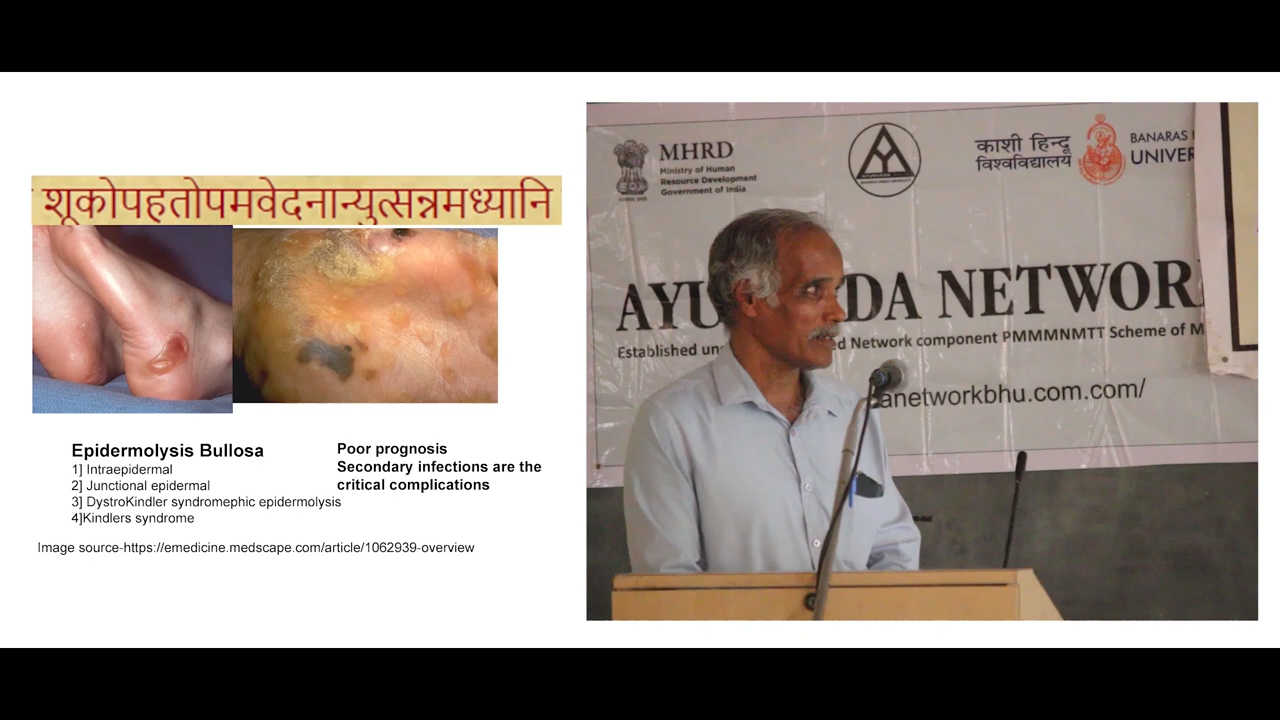 शूकोपहतोपमवेदनान्युत्सन्नमध्यानि
Epidermolysis Bullosa
1] Intraepidermal
2] Junctional epidermal
3] DystroKindler syndromephic epidermolysis
4]Kindlers syndrome
Poor prognosis
Secondary infections are the
critical complications
Image source-https://emedicine.medscape.com/article/1062939-overview
MHRD
Ministry of Human
Resource Development
Government of India
काशी हिन्दू
विश्वविद्यालय
BANARAS
UNIVER
AYU DA NETWOR
Established un ed Network component PMMMNMTT Scheme of M
anetworkbhu.com.com/